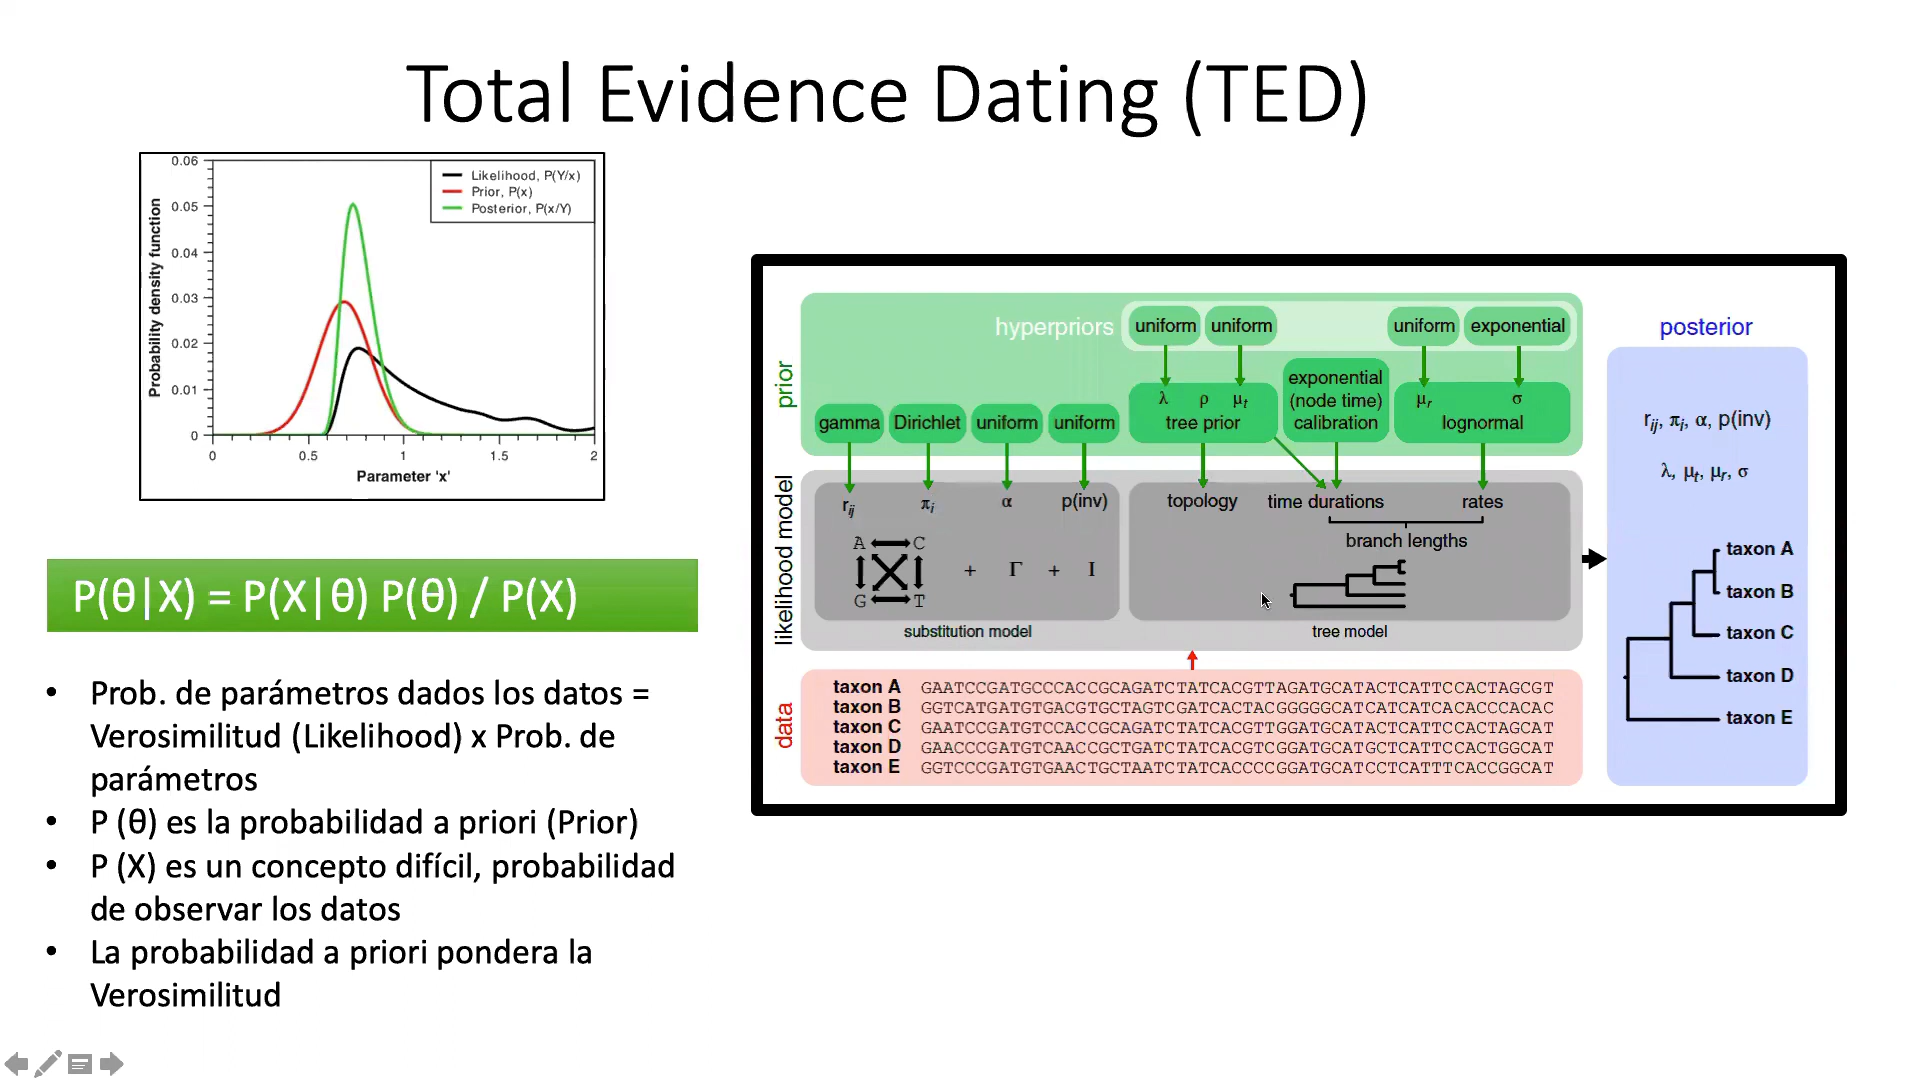 Total Evidence Dating (TED)
0.06
0.05
0.04
0.03
0.02
0.01
0
Probability density function
Likelihood, P(Y/x)
Prior, P(x)
Posterior, P(x/Y)
0 0.5 1 1.5 2
Parameter 'x'
P(θ|X) = P(X|θ) P(θ) / P(X)
• Prob. de parámetros dados los datos =
Verosimilitud (Likelihood) x Prob. de
parámetros
• P (θ) es la probabilidad a priori (Prior)
• P (X) es un concepto difícil, probabilidad
de observar los datos
• La probabilidad a priori pondera la
Verosimilitud
prior
hyperpriors
uniform uniform uniform exponential
gamma Dirichlet uniform uniform
λ ρ μt
tree prior
exponential
(node time)
calibration
μr σ
lognormal
likelihood model
rij πi α p(inv)
A C
G T
+ Γ + I
substitution model
topology time durations rates
branch lengths
tree model
data
taxon A GAATCCGATGCCCACCGCAGATCTATCACGTTAGATGCATACTCATTCCACTAGCGT
taxon B GGTCATGATGTGACGTGCTAGTCGATCACTACGGGGGCATCATCATCACACCCACAC
taxon C GAATCCGATGTCCACCGCAGATCTATCACGTTGGATGCATACTCATTCCACTAGCAT
taxon D GAACCCGATGTCAACCGCTGATCTATCACGTCGGATGCATGCTCATTCCACTGGCAT
taxon E GGTCCCGATGTGAACTGCTAATCTATCACCCCGGATGCATCCTCATTTCACCGGCAT
posterior
rij, πi, α, p(inv)
λ, μt, μr, σ
taxon A
taxon B
taxon C
taxon D
taxon E